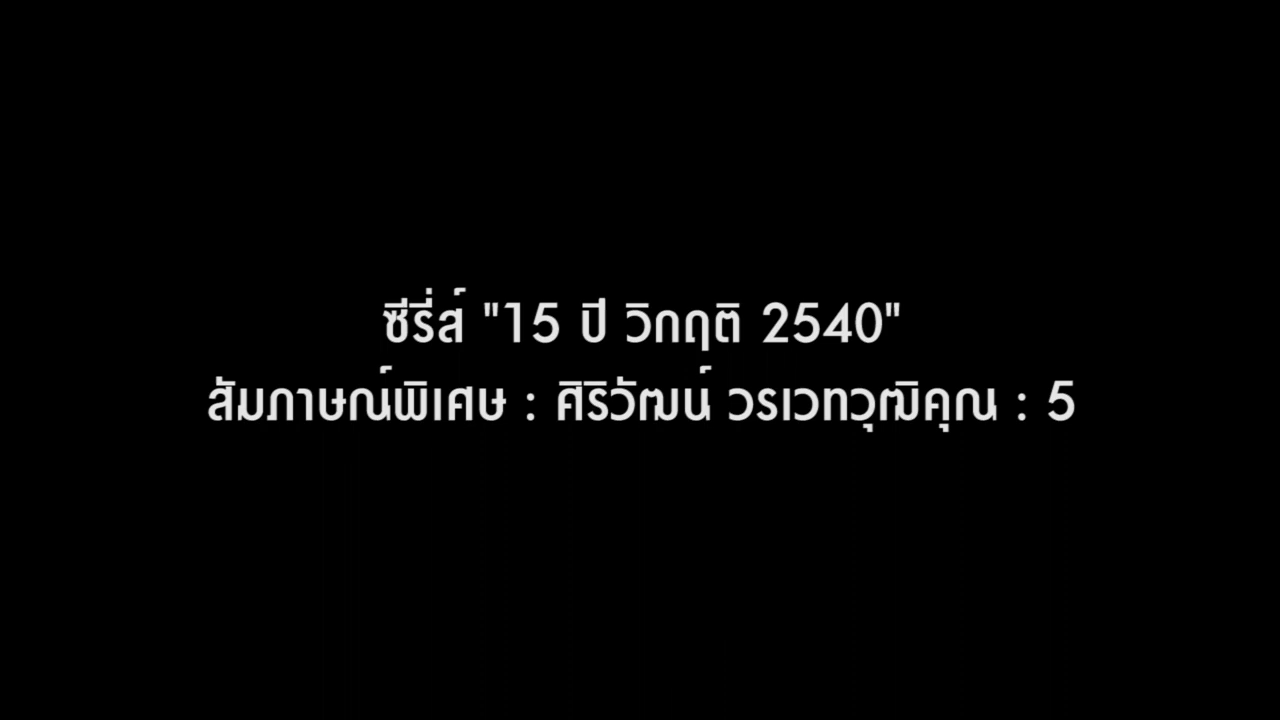 ซีรี่ส์ "15 ปี วิกฤติ 2540"
สัมภาษณ์พิเศษ : ศิริวัฒน์ วรเวทวุฒิคุณ : 5